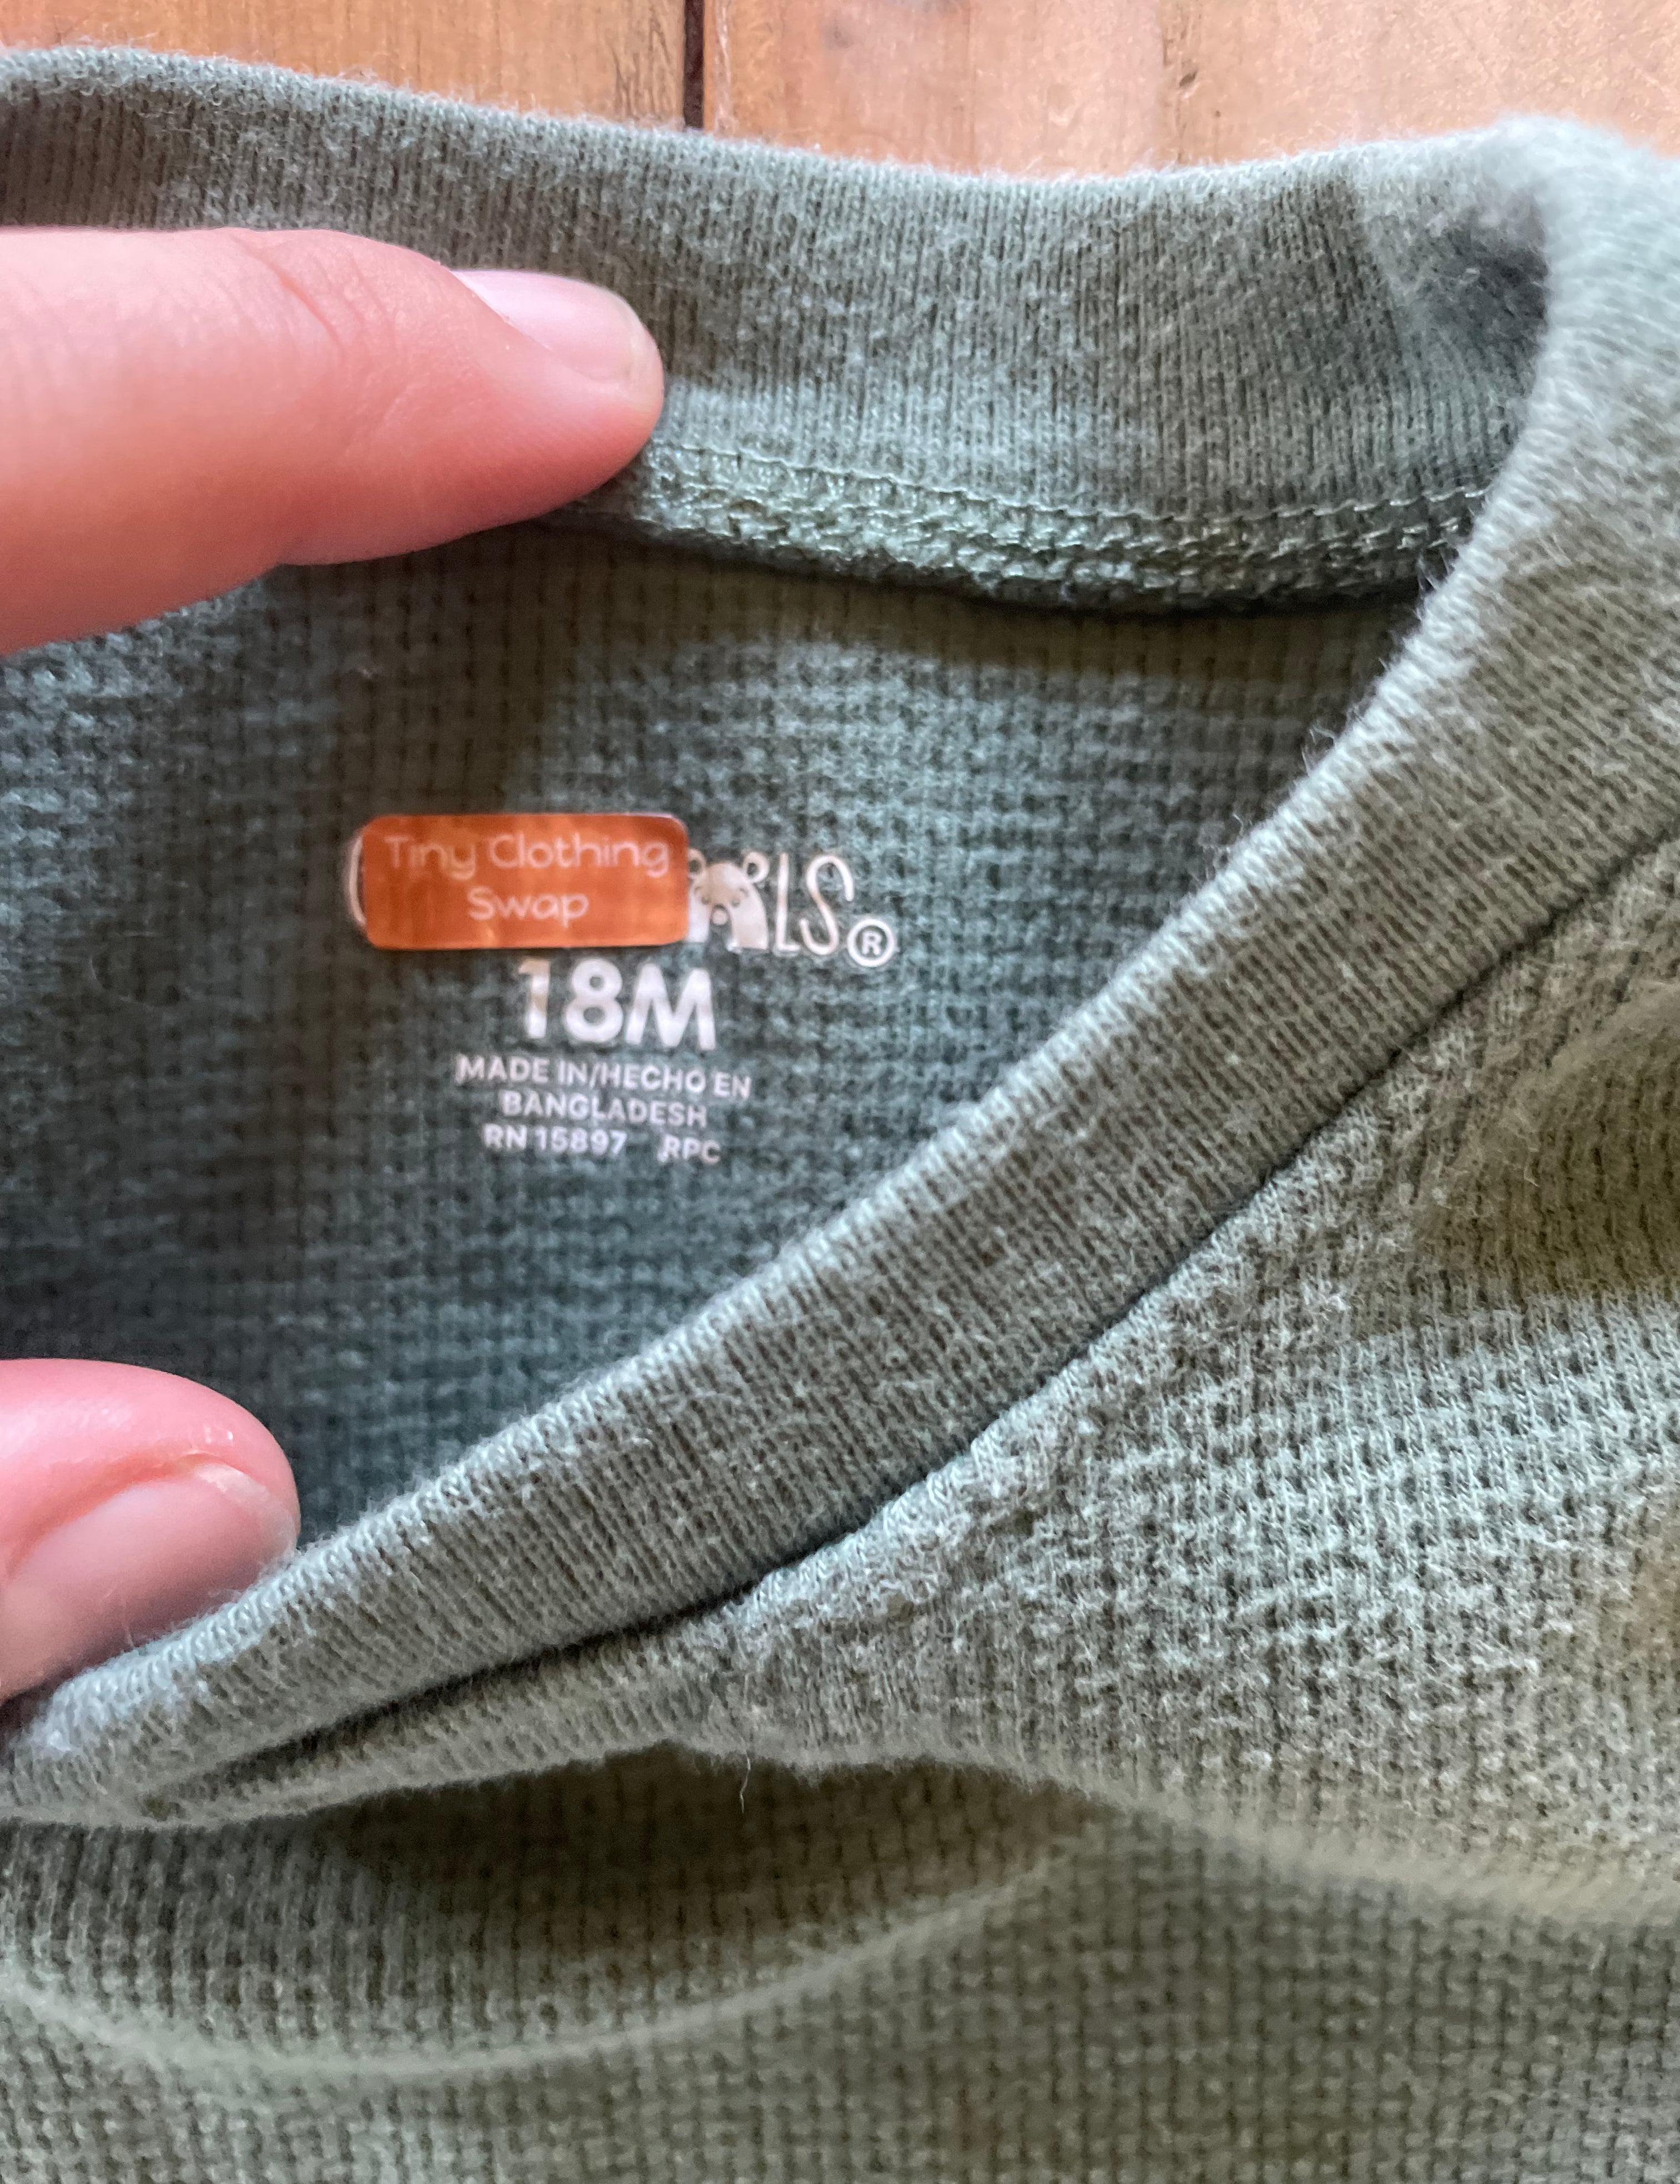 Tiny Clothing
Swap
LS®
18M
MADE IN/HECHO EN
BANGLADESH
RN 15897 RPC